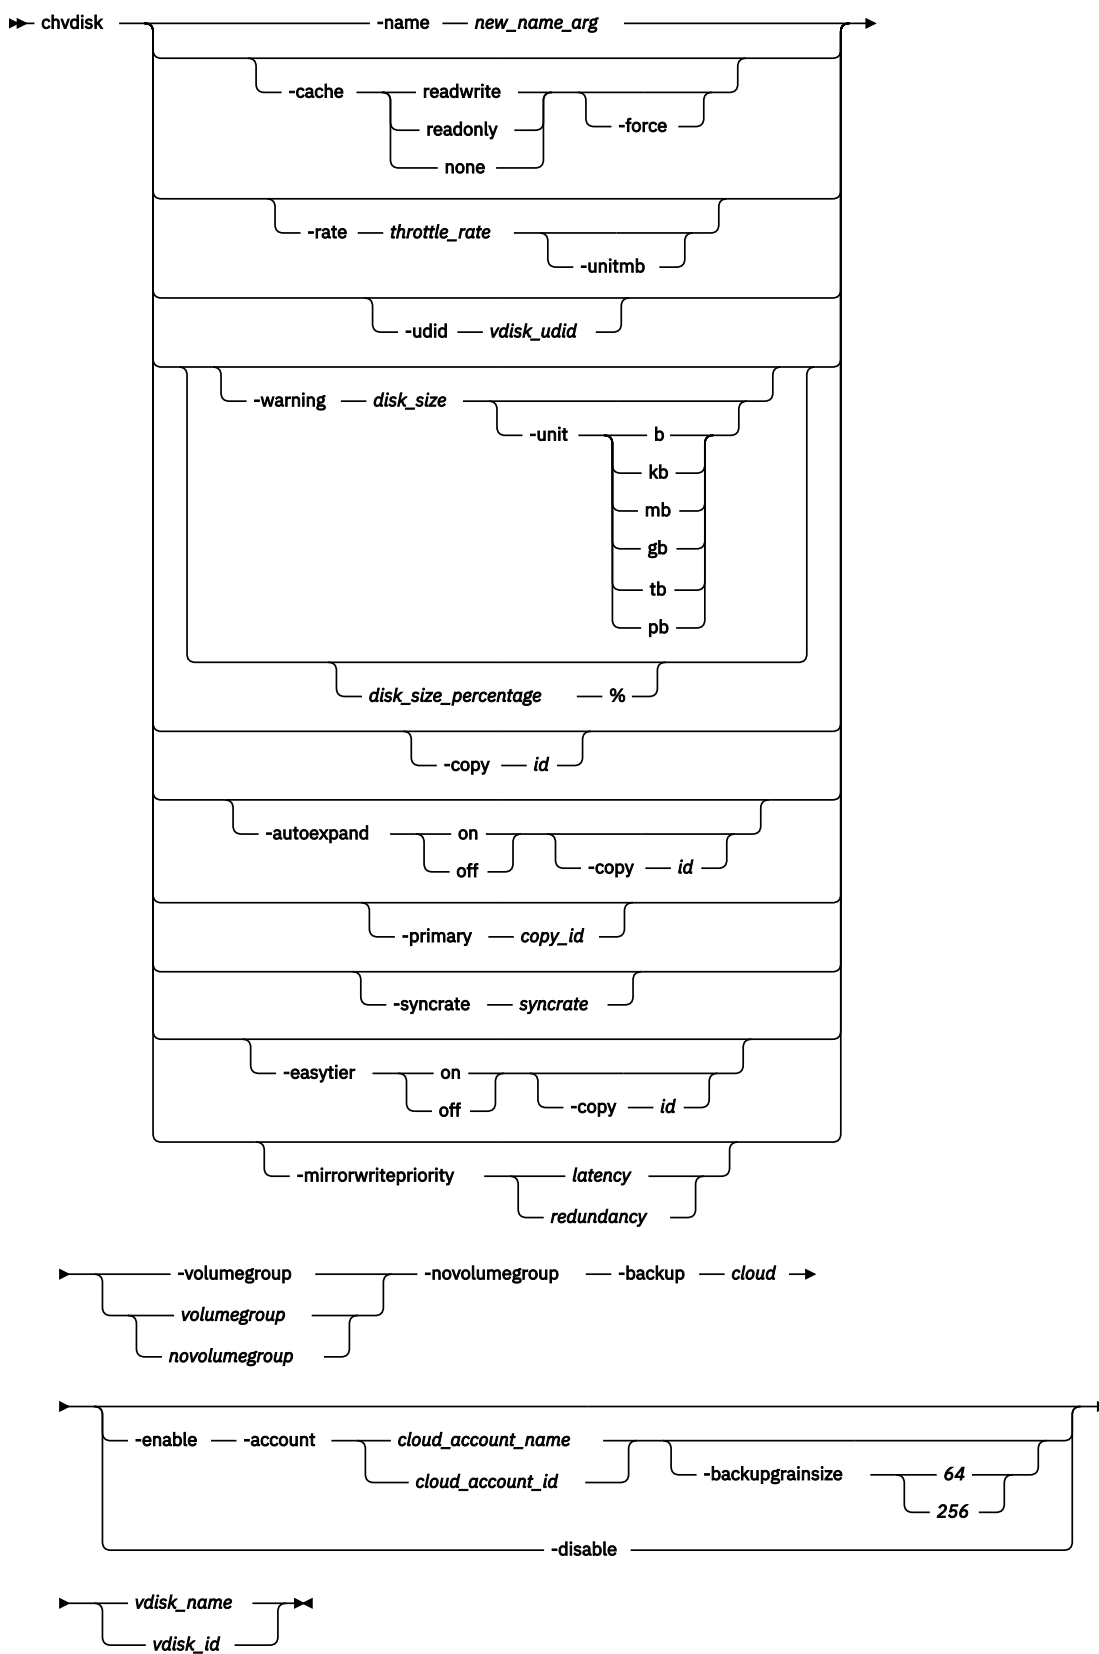 chvdisk -name new_name_arg
-cache readwrite
readonly -force
none
-rate throttle_rate
-unitmb
-udid vdisk_udid
-warning disk_size
-unit b
kb
mb
gb
tb
pb
disk_size_percentage %
-copy id
-autoexpand on
off -copy id
-primary copy_id
-syncrate syncrate
-easytier on
off -copy id
-mirrorwritepriority latency
redundancy
-volumegroup -novolumegroup -backup cloud
volumegroup
novolumegroup
-enable -account cloud_account_name
cloud_account_id -backupgrainsize 64
256
-disable
vdisk_name
vdisk_id